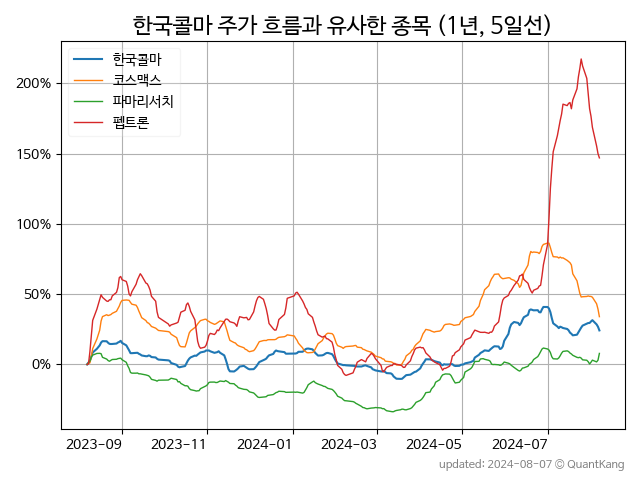 한국콜마 주가 흐름과 유사한 종목 (1년, 5일선)
한국콜마
코스맥스
파마리서치
펩트론
200%
150%
100%
50%
0%
2023-09 2023-11 2024-01 2024-03 2024-05 2024-07
updated: 2024-08-07 © QuantKang